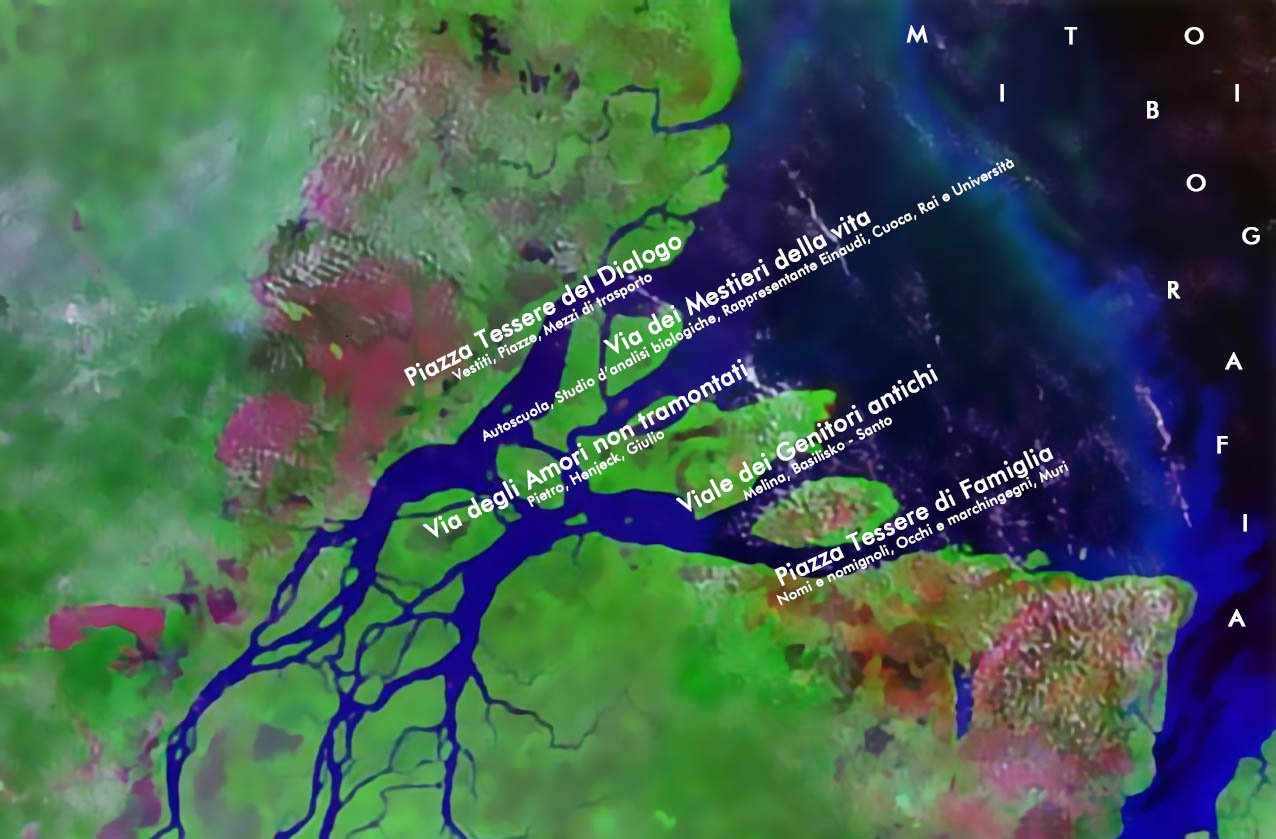 M I T O B I O G R A F I A
Piazza Tessere del Dialogo
Vestiti, Piazze, Mezzi di trasporto
Via dei Mestieri della vita
Autoscuola, Studio d'analisi biologiche, Rappresentante Einaudi, Cuoca, Rai e Università
Via degli Amori non tramontati
Pietro, Henjeck, Giulio
Viale dei Genitori antichi
Melina, Basilisko - Santo
Piazza Tessere di Famiglia
Nomi e nomignoli, Occhi e marchingegni, Muri